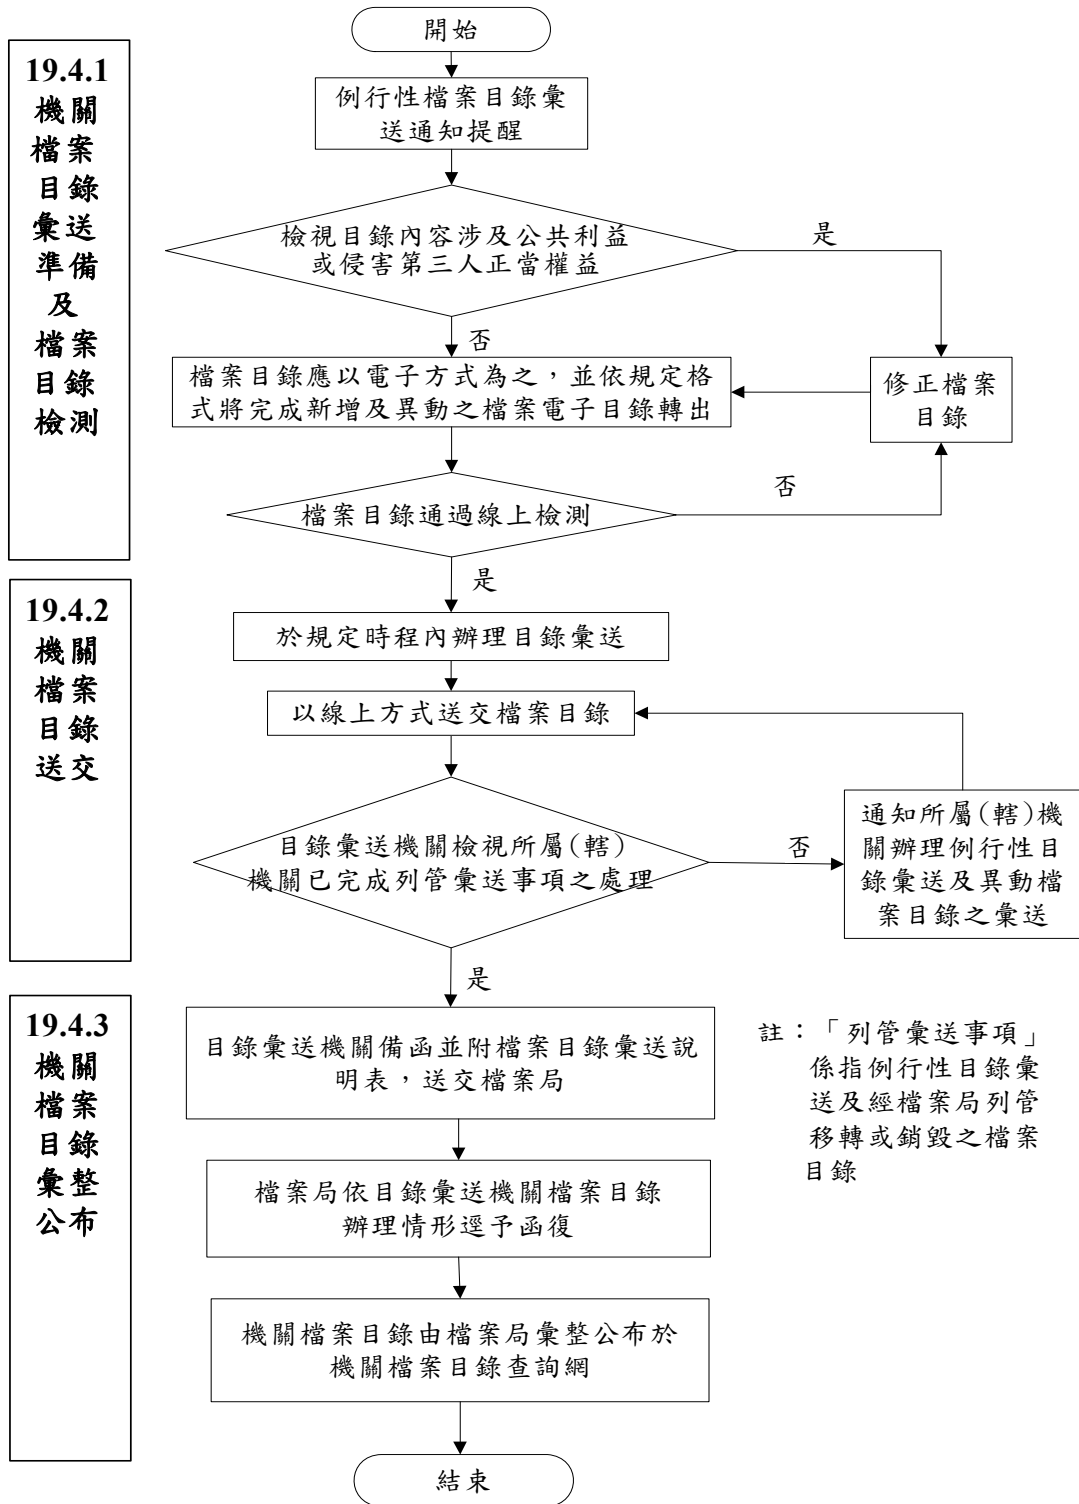 19.4.1
機關
檔案
目錄
彙送
準備
及
檔案
目錄
檢測
開始
例行性檔案目錄彙
送通知提醒
檢視目錄內容涉及公共利益
或侵害第三人正當權益
是
否
檔案目錄應以電子方式為之，並依規定格
式將完成新增及異動之檔案電子目錄轉出
修正檔案
目錄
檔案目錄通過線上檢測
否
是
19.4.2
機關
檔案
目錄
送交
於規定時程內辦理目錄彙送
以線上方式送交檔案目錄
目錄彙送機關檢視所屬(轄)
機關已完成列管彙送事項之處理
否
通知所屬(轄)機
關辦理例行性目
錄彙送及異動檔
案目錄之彙送
是
19.4.3
機關
檔案
目錄
彙整
公布
目錄彙送機關備函並附檔案目錄彙送說
明表，送交檔案局
註：「列管彙送事項」
係指例行性目錄彙
送及經檔案局列管
移轉或銷毀之檔案
目錄
檔案局依目錄彙送機關檔案目錄
辦理情形逕予函復
機關檔案目錄由檔案局彙整公布於
機關檔案目錄查詢網
結束